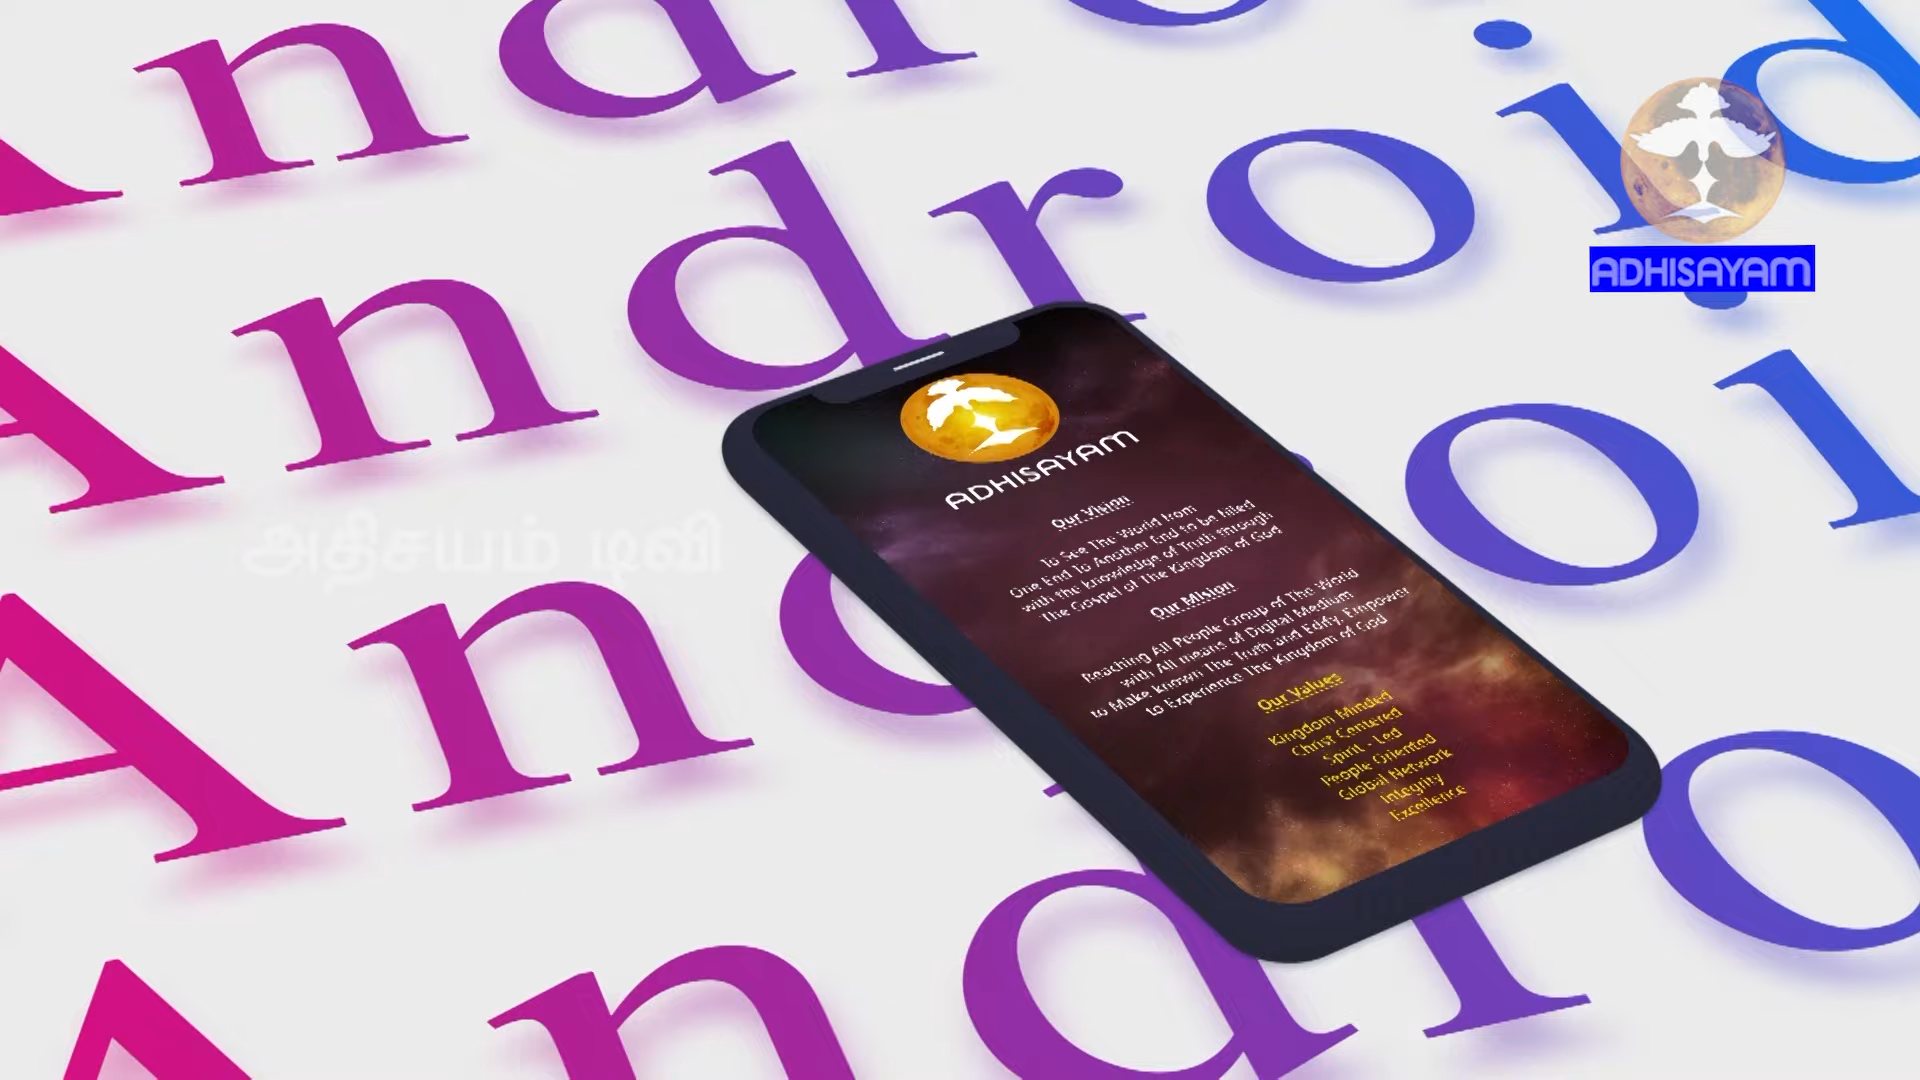 Android
Android
ADHISAYAM
Andro
Andro
அதிசயம் டிவி
ADHISAYAM
Our Vision
To See The World from
One End To Another End to be filled
with the knowledge of Truth through
The Gospel of The Kingdom of God
Our Mision
Reaching All People Group of The World
with All means of Digital Medium
to Make known The Truth and Edify, Empower
to Experience The Kingdom of God
Our Values
Kingdom Minded
Christ Centered
Spirit - Led
People Oriented
Global Network
Integrity
Excellence